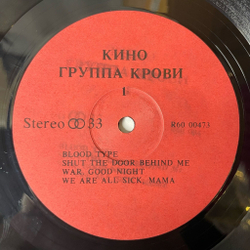 КИНО
ГРУППА КРОВИ
1
Stereo 33 R60 00473
BLOOD TYPE
SHUT THE DOOR BEHIND ME
WAR, GOOD NIGHT
WE ARE ALL SICK, MAMA